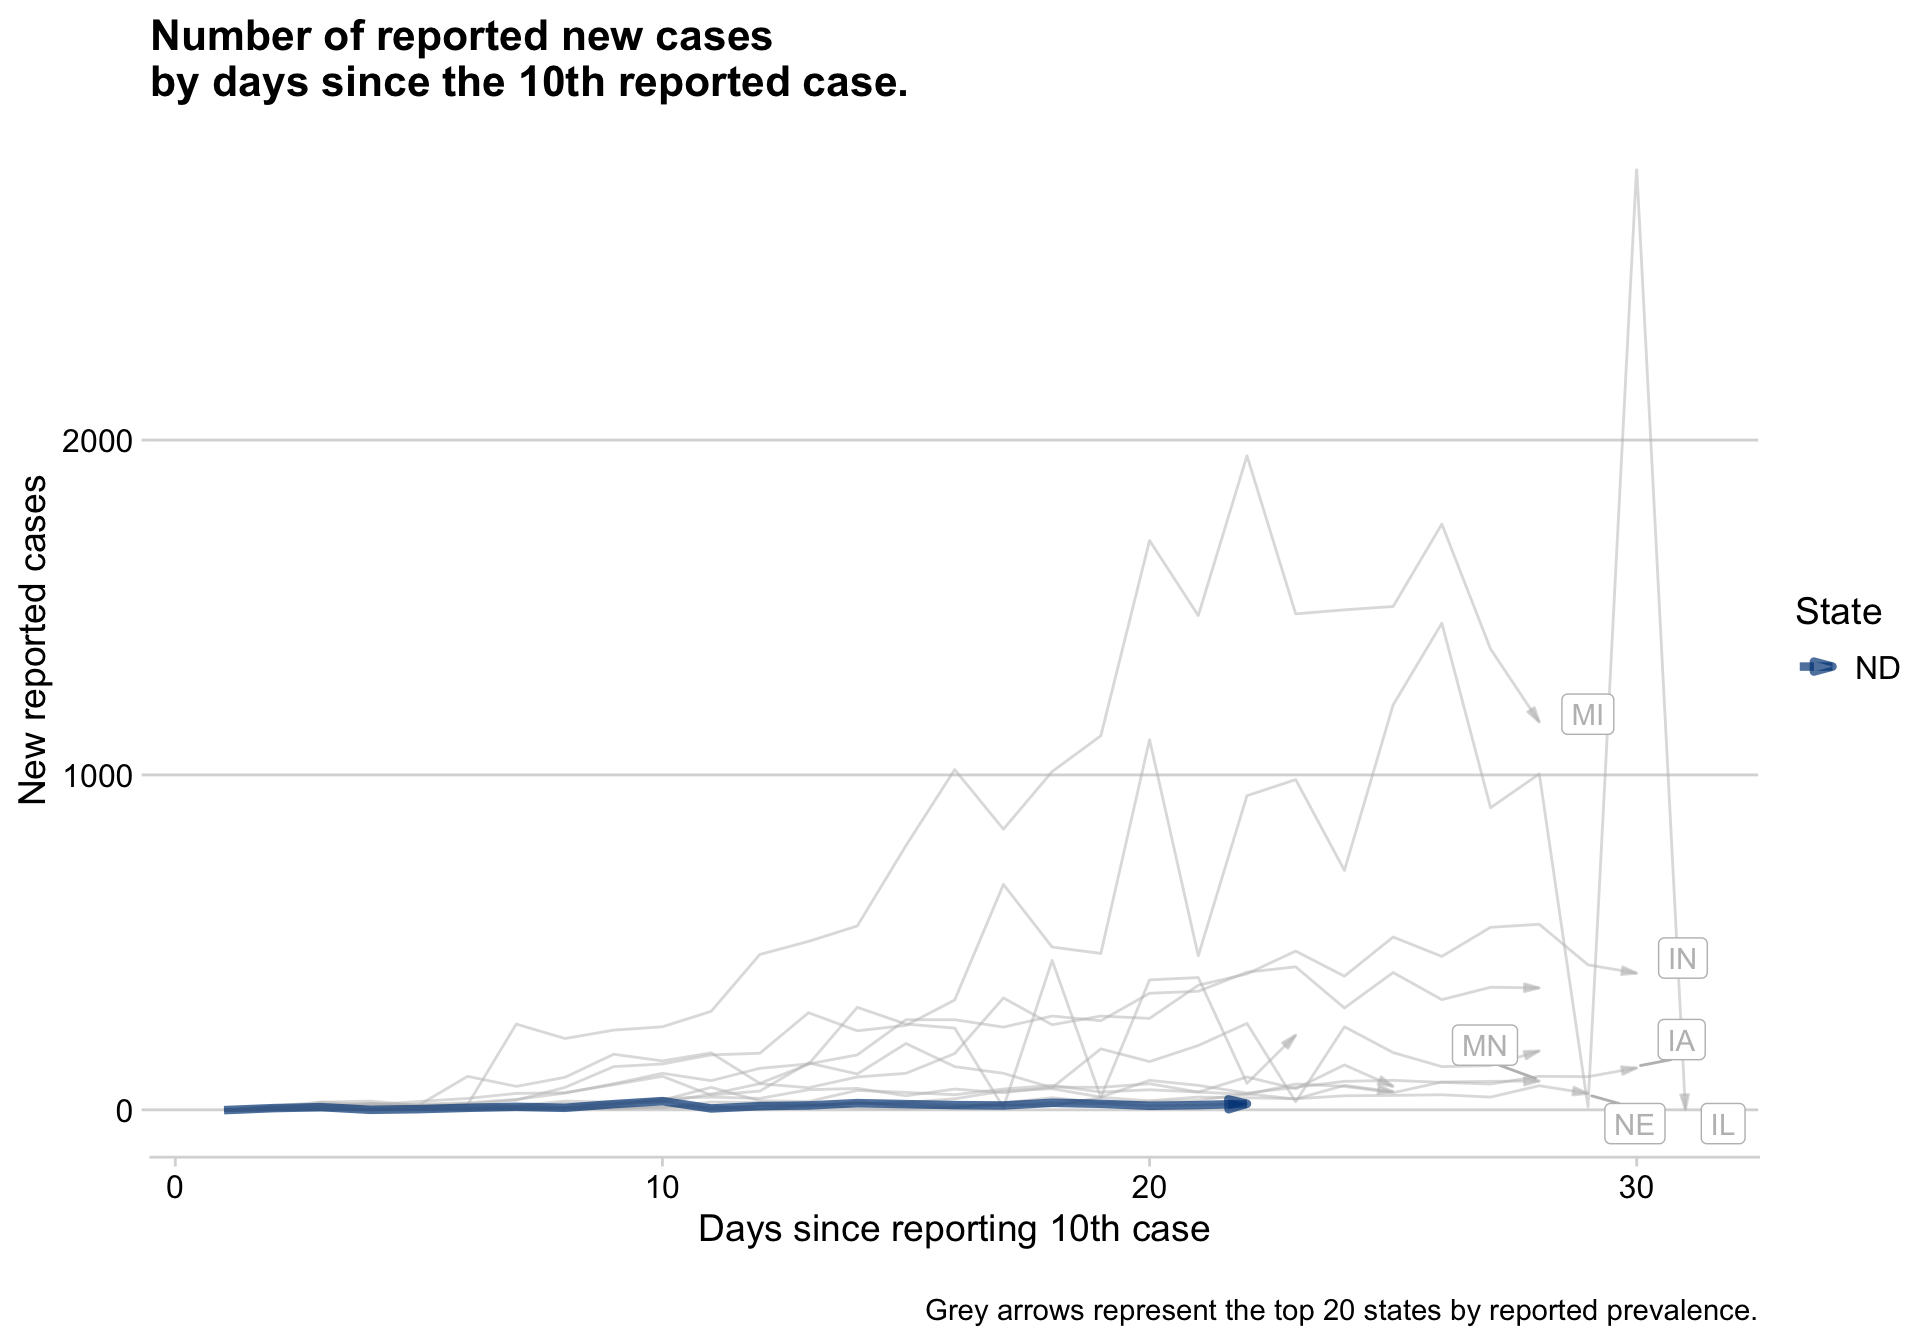 Number of reported new cases
by days since the 10th reported case.
New reported cases
2000
1000
0
MI
IN
MN
IA
NE
IL
State
ND
0
10
20
30
Days since reporting 10th case
Grey arrows represent the top 20 states by reported prevalence.